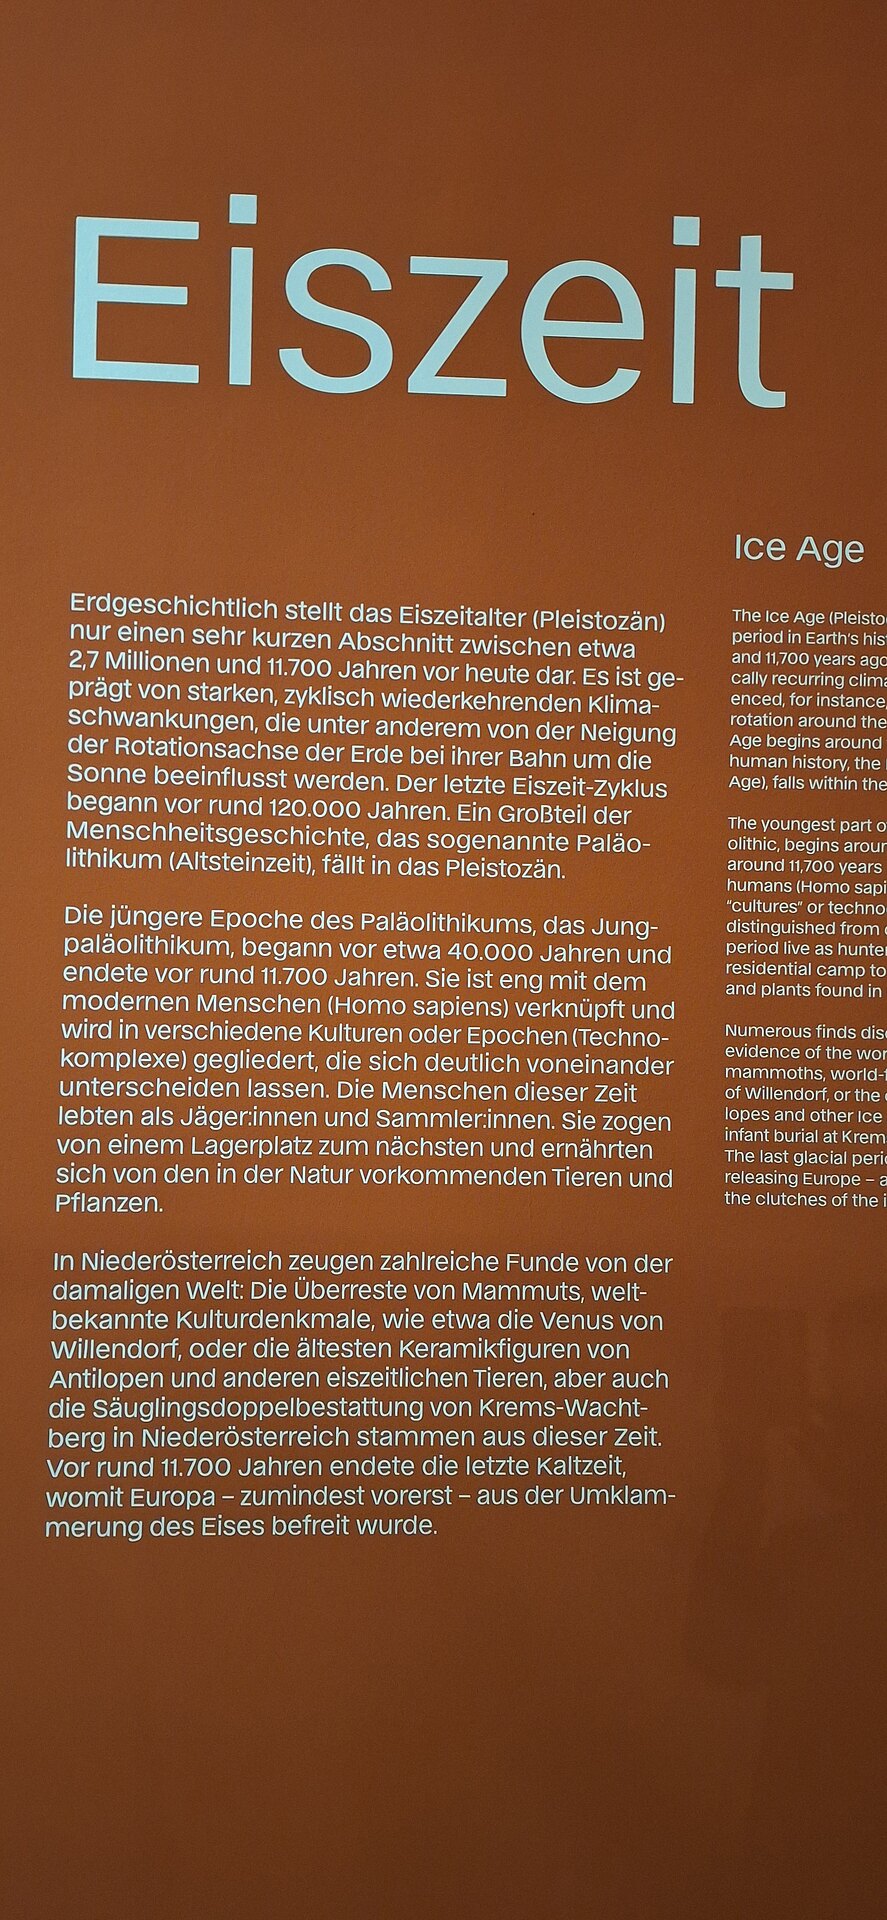 Eiszeit
Erdgeschichtlich stellt das Eiszeitalter (Pleistozän)
nur einen sehr kurzen Abschnitt zwischen etwa
2,7 Millionen und 11.700 Jahren vor heute dar. Es ist ge-
prägt von starken, zyklisch wiederkehrenden Klima-
schwankungen, die unter anderem von der Neigung
der Rotationsachse der Erde bei ihrer Bahn um die
Sonne beeinflusst werden. Der letzte Eiszeit-Zyklus
begann vor rund 120.000 Jahren. Ein Großteil der
Menschheitsgeschichte, das sogenannte Paläo-
lithikum (Altsteinzeit), fällt in das Pleistozän.
Die jüngere Epoche des Paläolithikums, das Jung-
paläolithikum, begann vor etwa 40.000 Jahren und
endete vor rund 11.700 Jahren. Sie ist eng mit dem
modernen Menschen (Homo sapiens) verknüpft und
wird in verschiedene Kulturen oder Epochen (Techno-
komplexe) gegliedert, die sich deutlich voneinander
unterscheiden lassen. Die Menschen dieser Zeit
lebten als Jäger:innen und Sammler:innen. Sie zogen
von einem Lagerplatz zum nächsten und ernährten
sich von den in der Natur vorkommenden Tieren und
Pflanzen.
In Niederösterreich zeugen zahlreiche Funde von der
damaligen Welt: Die Überreste von Mammuts, welt-
bekannte Kulturdenkmale, wie etwa die Venus von
Willendorf, oder die ältesten Keramikfiguren von
Antilopen und anderen eiszeitlichen Tieren, aber auch
die Säuglingsdoppelbestattung von Krems-Wacht-
berg in Niederösterreich stammen aus dieser Zeit.
Vor rund 11.700 Jahren endete die letzte Kaltzeit,
womit Europa – zumindest vorerst – aus der Umklam-
merung des Eises befreit wurde.
Ice Age
The Ice Age (Pleisto
period in Earth's his
and 11,700 years ago
cally recurring clima
enced, for instance,
rotation around the
Age begins around
human history, the
Age), falls within the
The youngest part o
olithic, begins aroun
around 11,700 years
humans (Homo sapi
"cultures" or techno
distinguished from
period live as hunter
residential camp to
and plants found in
Numerous finds disc
evidence of the wor
mammoths, world-f
of Willendorf, or the
lopes and other Ice
infant burial at Krem
The last glacial perio
releasing Europe – a
the clutches of the i